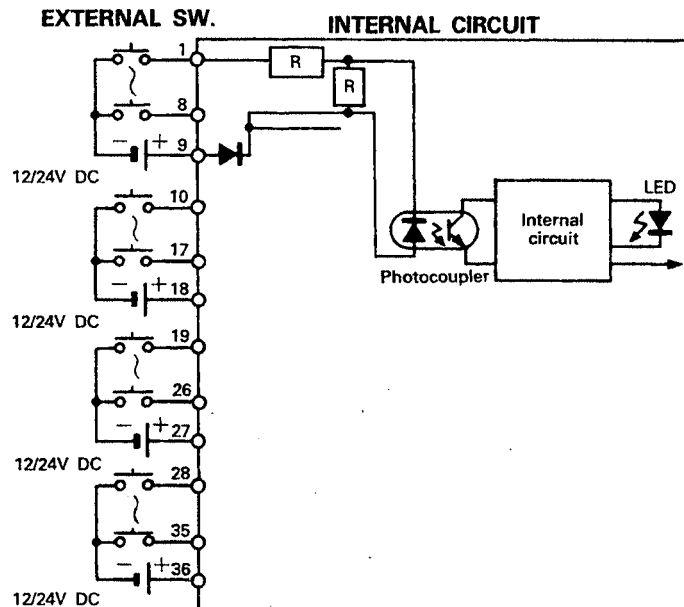 EXTERNAL SW.
INTERNAL CIRCUIT
1
R
R
8
− +
9
12/24V DC
10
LED
Internal
circuit
17
Photocoupler
− +
18
12/24V DC
19
26
− +
27
12/24V DC
28
35
− +
36
12/24V DC